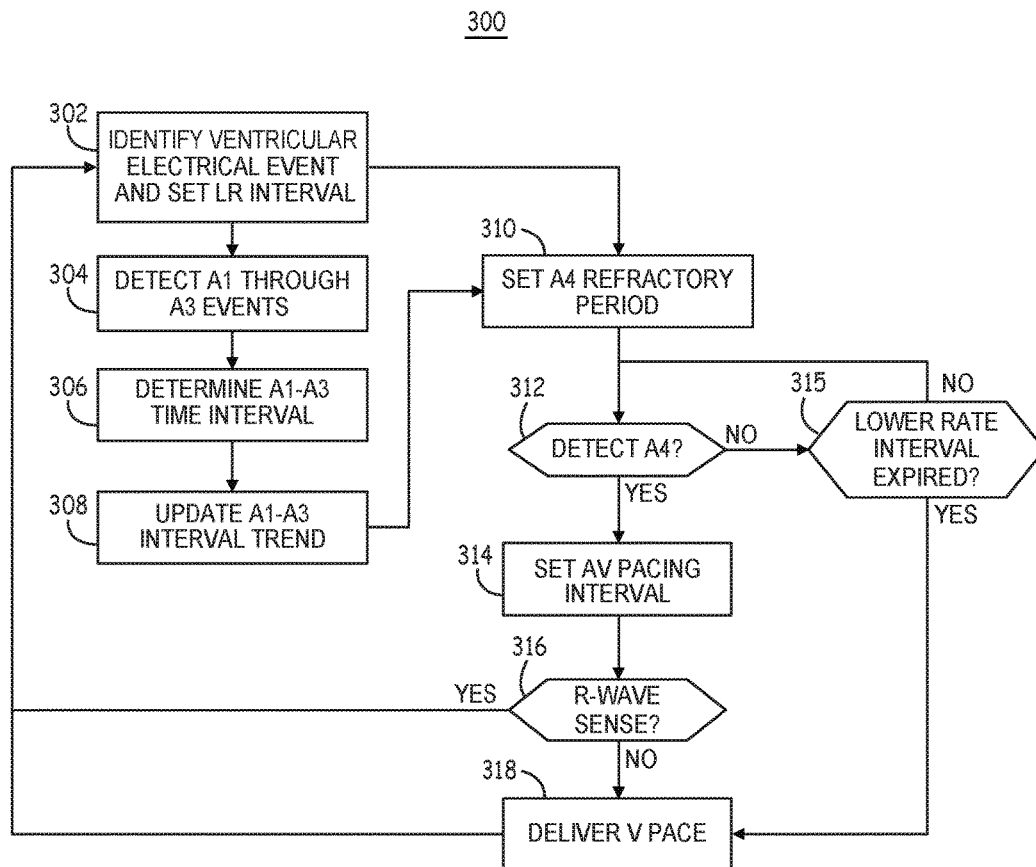 300
302
IDENTIFY VENTRICULAR
ELECTRICAL EVENT
AND SET LR INTERVAL
304
DETECT A1 THROUGH
A3 EVENTS
306
DETERMINE A1-A3
TIME INTERVAL
308
UPDATE A1-A3
INTERVAL TREND
310
SET A4 REFRACTORY
PERIOD
312
DETECT A4?
NO
YES
315
NO
LOWER RATE
INTERVAL
EXPIRED?
YES
314
SET AV PACING
INTERVAL
316
YES
R-WAVE
SENSE?
NO
318
DELIVER V PACE